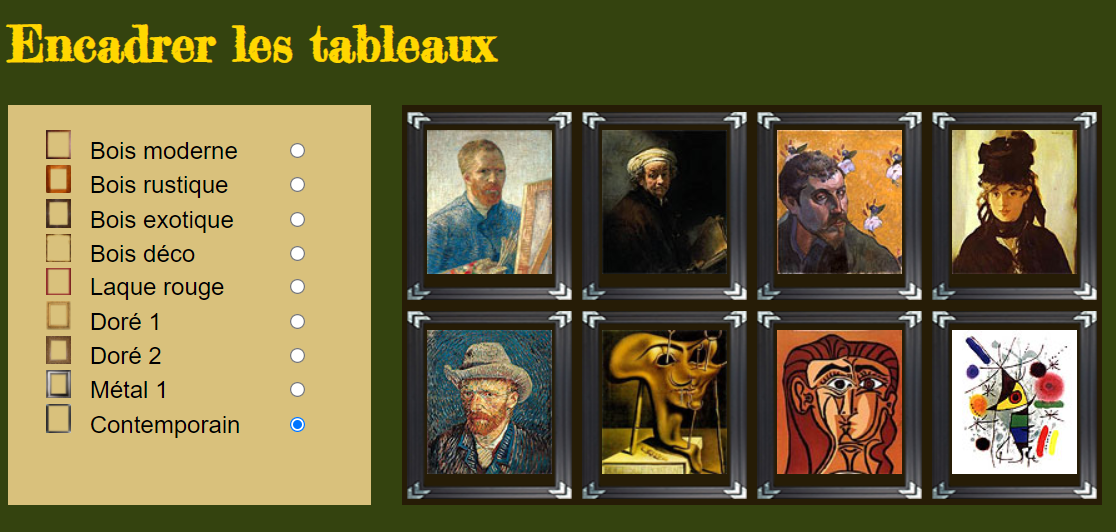 Encadrer les tableaux
Bois moderne
Bois rustique
Bois exotique
Bois déco
Laque rouge
Doré 1
Doré 2
Métal 1
Contemporain